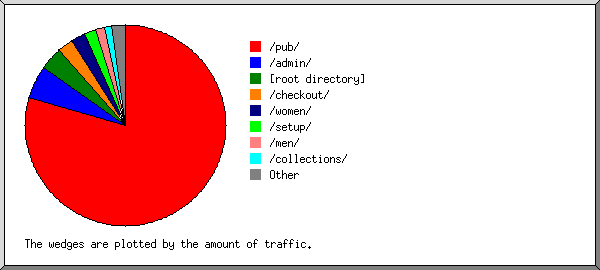 /pub/
/admin/
[root directory]
/checkout/
/women/
/setup/
/men/
/collections/
Other
The wedges are plotted by the amount of traffic.